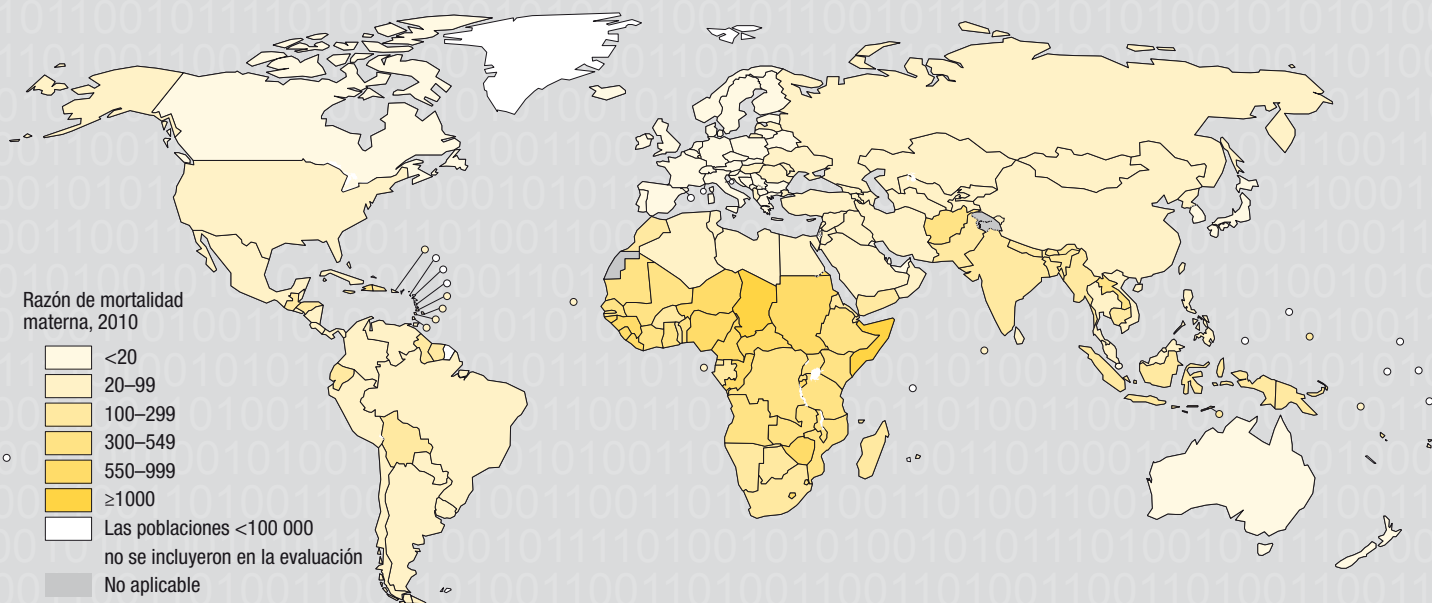 Razón de mortalidad
materna, 2010
<20
20–99
100–299
300–549
550–999
≥1000
Las poblaciones <100 000
no se incluyeron en la evaluación
No aplicable